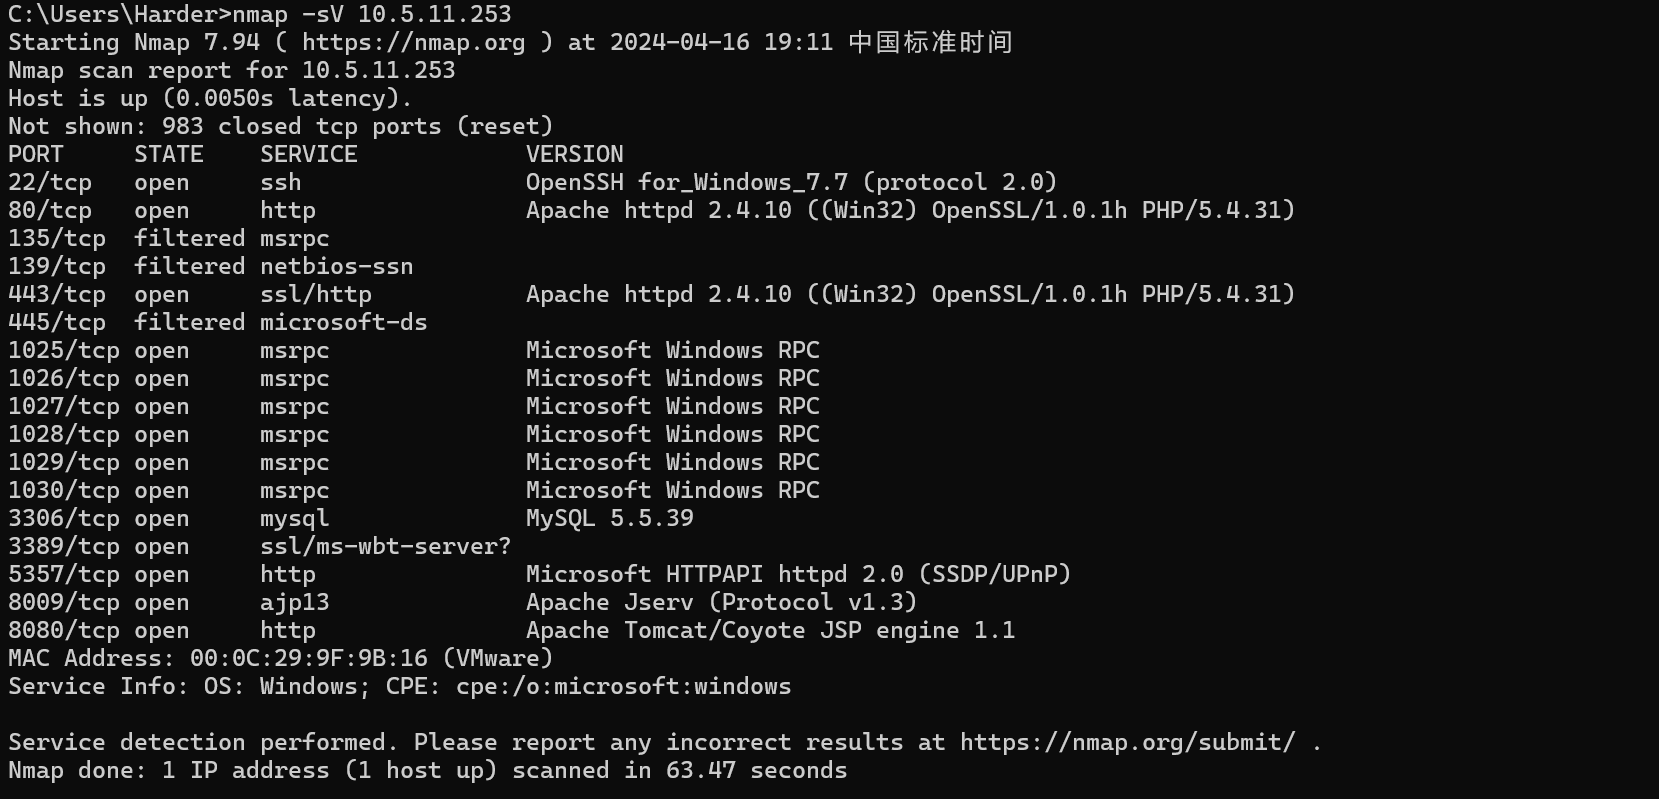 C:\Users\Harder>nmap -sV 10.5.11.253
Starting Nmap 7.94 ( https://nmap.org ) at 2024-04-16 19:11 中国标准时间
Nmap scan report for 10.5.11.253
Host is up (0.0050s latency).
Not shown: 983 closed tcp ports (reset)
PORT     STATE    SERVICE            VERSION
22/tcp   open     ssh                OpenSSH for_Windows_7.7 (protocol 2.0)
80/tcp   open     http               Apache httpd 2.4.10 ((Win32) OpenSSL/1.0.1h PHP/5.4.31)
135/tcp  filtered msrpc
139/tcp  filtered netbios-ssn
443/tcp  open     ssl/http           Apache httpd 2.4.10 ((Win32) OpenSSL/1.0.1h PHP/5.4.31)
445/tcp  filtered microsoft-ds
1025/tcp open     msrpc              Microsoft Windows RPC
1026/tcp open     msrpc              Microsoft Windows RPC
1027/tcp open     msrpc              Microsoft Windows RPC
1028/tcp open     msrpc              Microsoft Windows RPC
1029/tcp open     msrpc              Microsoft Windows RPC
1030/tcp open     msrpc              Microsoft Windows RPC
3306/tcp open     mysql              MySQL 5.5.39
3389/tcp open     ssl/ms-wbt-server?
5357/tcp open     http               Microsoft HTTPAPI httpd 2.0 (SSDP/UPnP)
8009/tcp open     ajp13              Apache Jserv (Protocol v1.3)
8080/tcp open     http               Apache Tomcat/Coyote JSP engine 1.1
MAC Address: 00:0C:29:9F:9B:16 (VMware)
Service Info: OS: Windows; CPE: cpe:/o:microsoft:windows
Service detection performed. Please report any incorrect results at https://nmap.org/submit/ .
Nmap done: 1 IP address (1 host up) scanned in 63.47 seconds